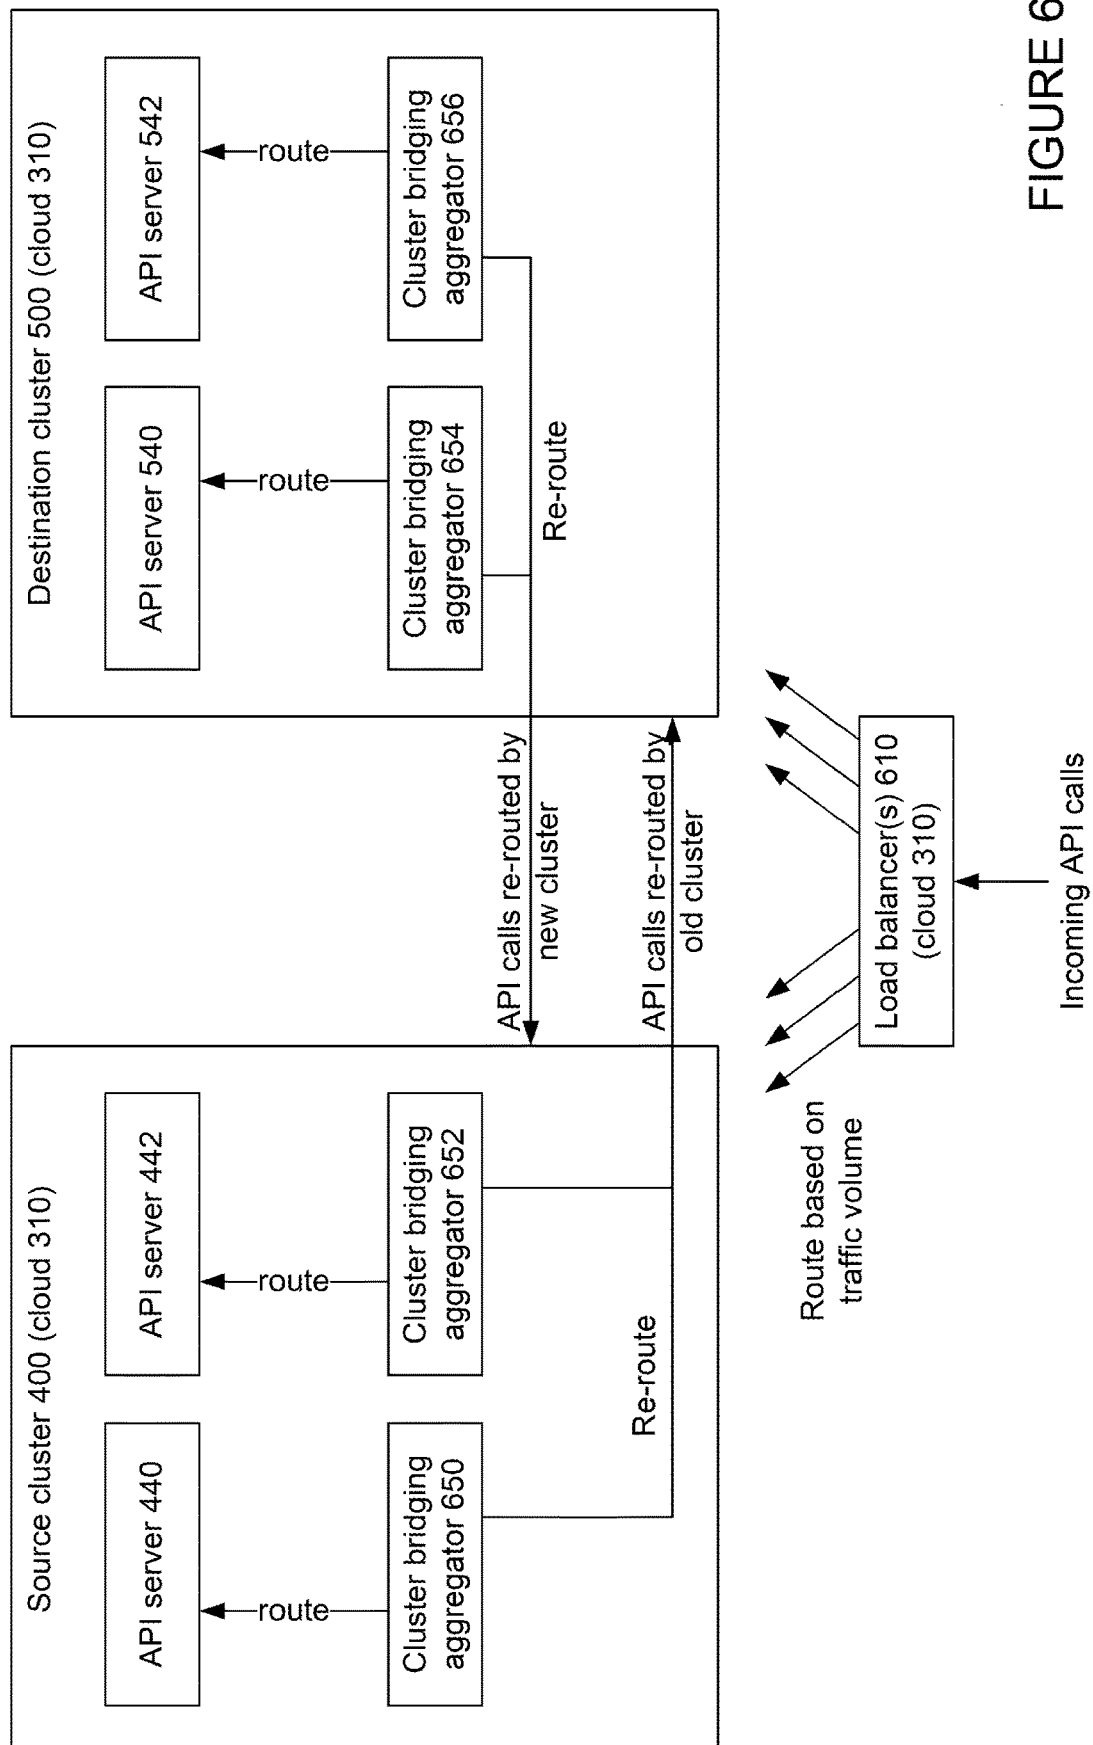 Source cluster 400 (cloud 310)
API server 440
API server 442
route
route
Cluster bridging
aggregator 650
Cluster bridging
aggregator 652
Re-route
Destination cluster 500 (cloud 310)
API server 540
API server 542
route
route
Cluster bridging
aggregator 654
Cluster bridging
aggregator 656
Re-route
API calls re-routed by
new cluster
API calls re-routed by
old cluster
Route based on
traffic volume
Load balancer(s) 610
(cloud 310)
Incoming API calls
FIGURE 6